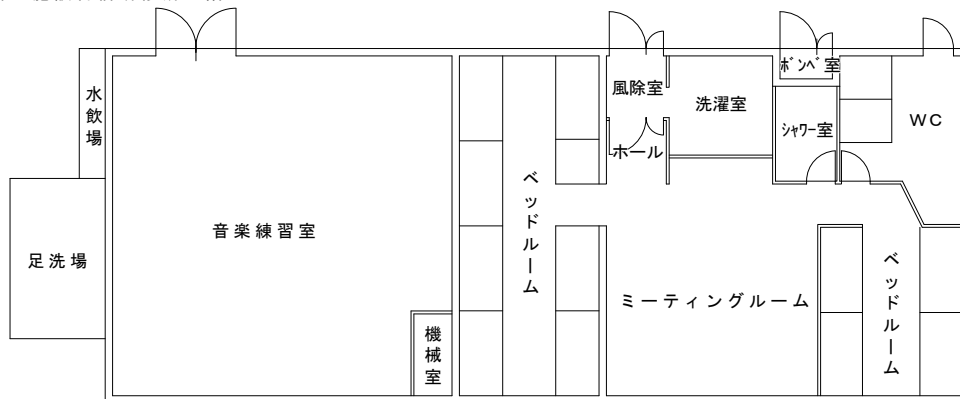 水飲場
足洗場
音楽練習室
機械室
ベッドルーム
風除室
ホール
洗濯室
ボンベ室
シャワー室
WC
ミーティングルーム
ベッドルーム